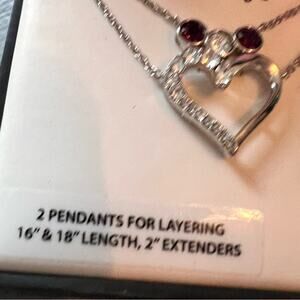 2 PENDANTS FOR LAYERING
16" & 18" LENGTH, 2" EXTENDERS